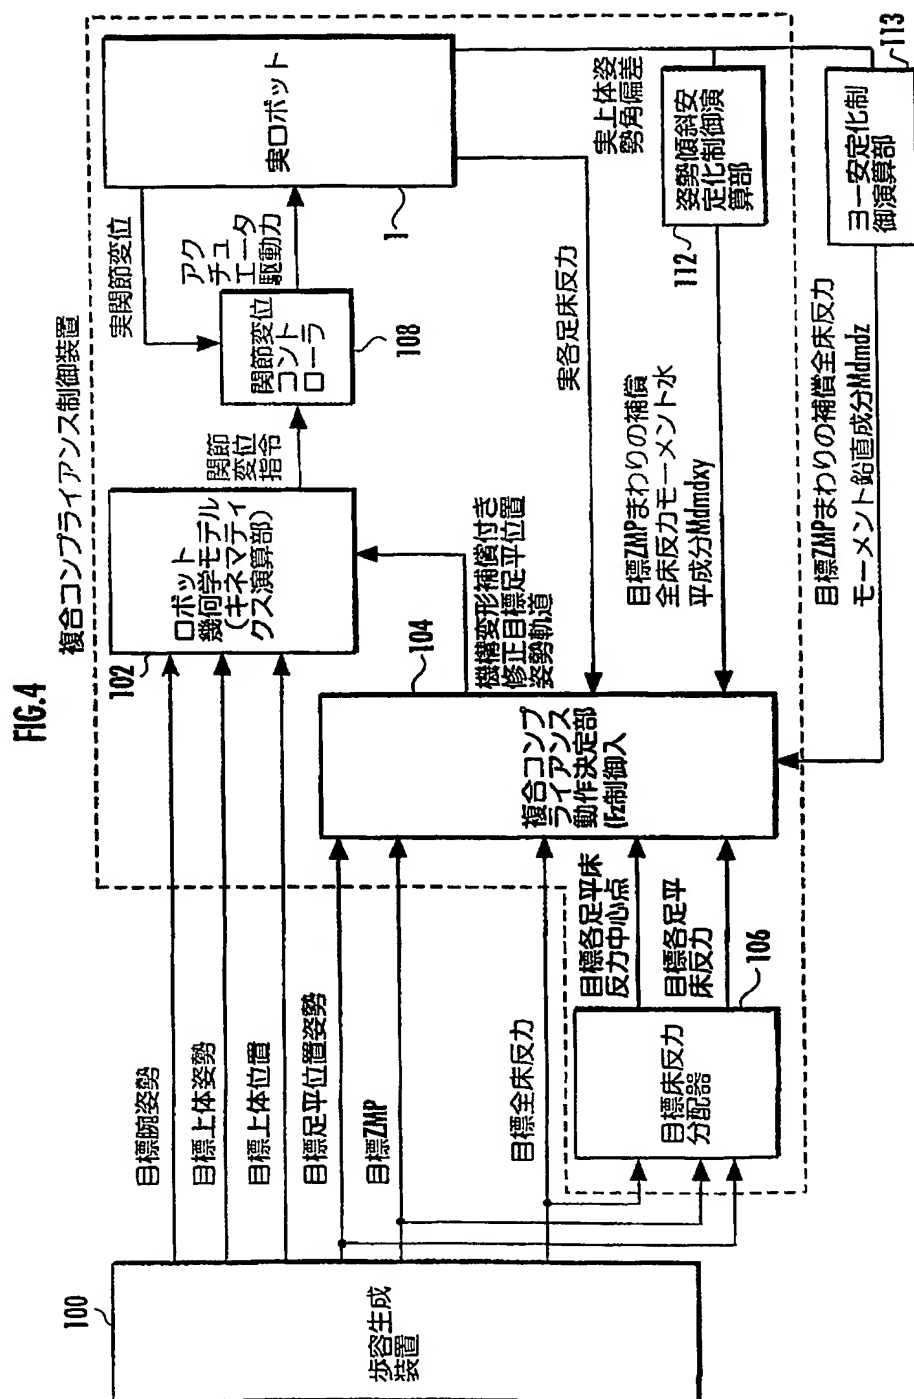 FIG.4
複合コンプライアンス制御装置
100
歩容生成
装置
目標腕姿勢
目標上体姿勢
目標上体位置
目標足平位置姿勢
目標ZMP
目標全床反力
102
ロボット
幾何学モデル
(キネマティ
クス演算部)
関節
変位
指令
関節変位
コント
ローラ
108
実関節変位
アク
チュ
エータ
駆動力
実ロボット
1
104
機構変形補償付き
修正目標足平位置
姿勢軌道
複合コンプ
ライアンス
動作決定部
(Fz制御入
実各足床反力
実上体姿
勢角偏差
目標床反力
分配器
106
目標各足平床
反力中心点
目標各足平
床反力
姿勢傾斜安
定化制御演
算部
112
目標ZMPまわりの補償
全床反力モーメント水
平成分Mdmdxy
ヨー安定化制
御演算部
113
目標ZMPまわりの補償全床反力
モーメント鉛直成分Mdmdz